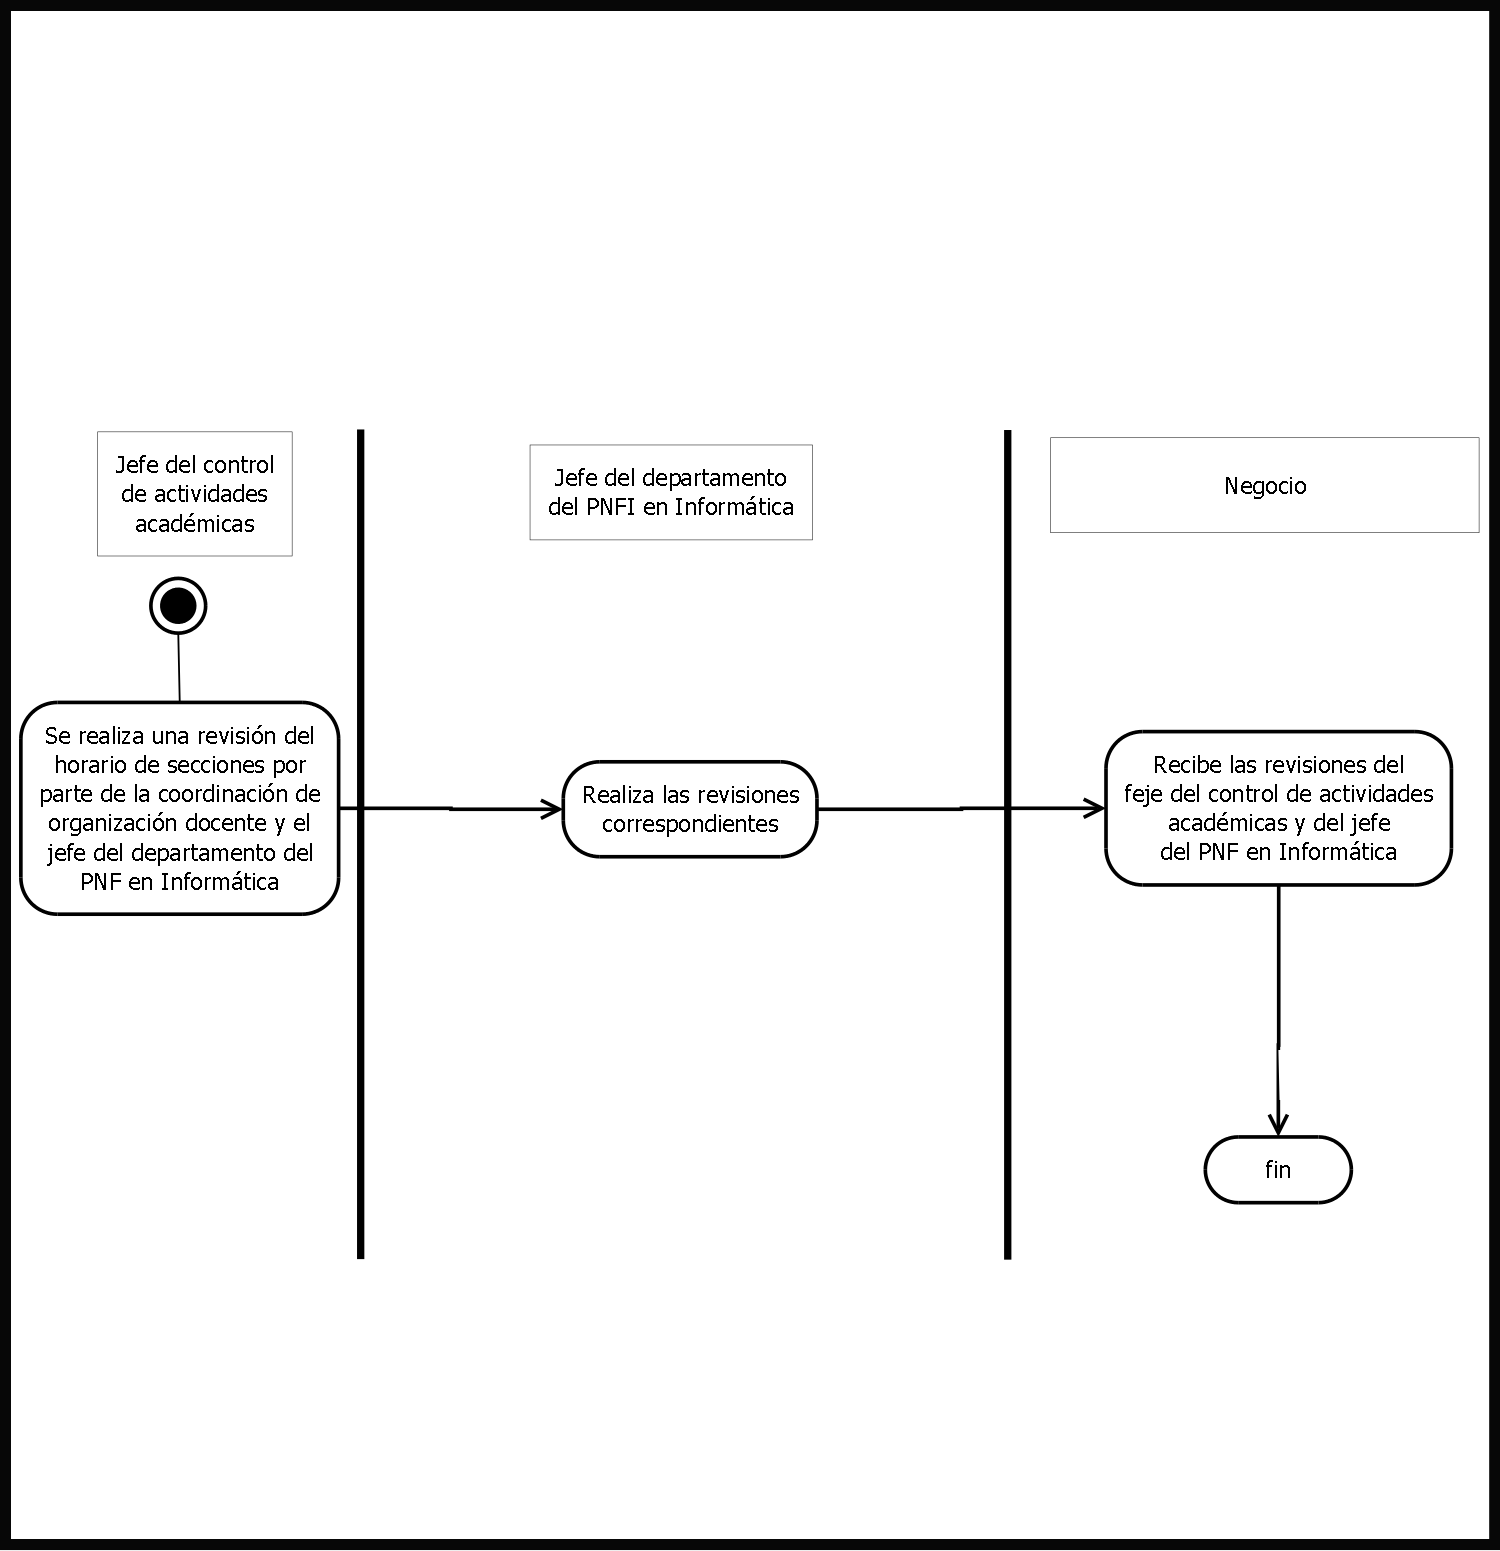 Jefe del control
de actividades
académicas
Jefe del departamento
del PNFI en Informática
Negocio
Se realiza una revisión del
horario de secciones por
parte de la coordinación de
organización docente y el
jefe del departamento del
PNF en Informática
Realiza las revisiones
correspondientes
Recibe las revisiones del
feje del control de actividades
académicas y del jefe
del PNF en Informática
fin